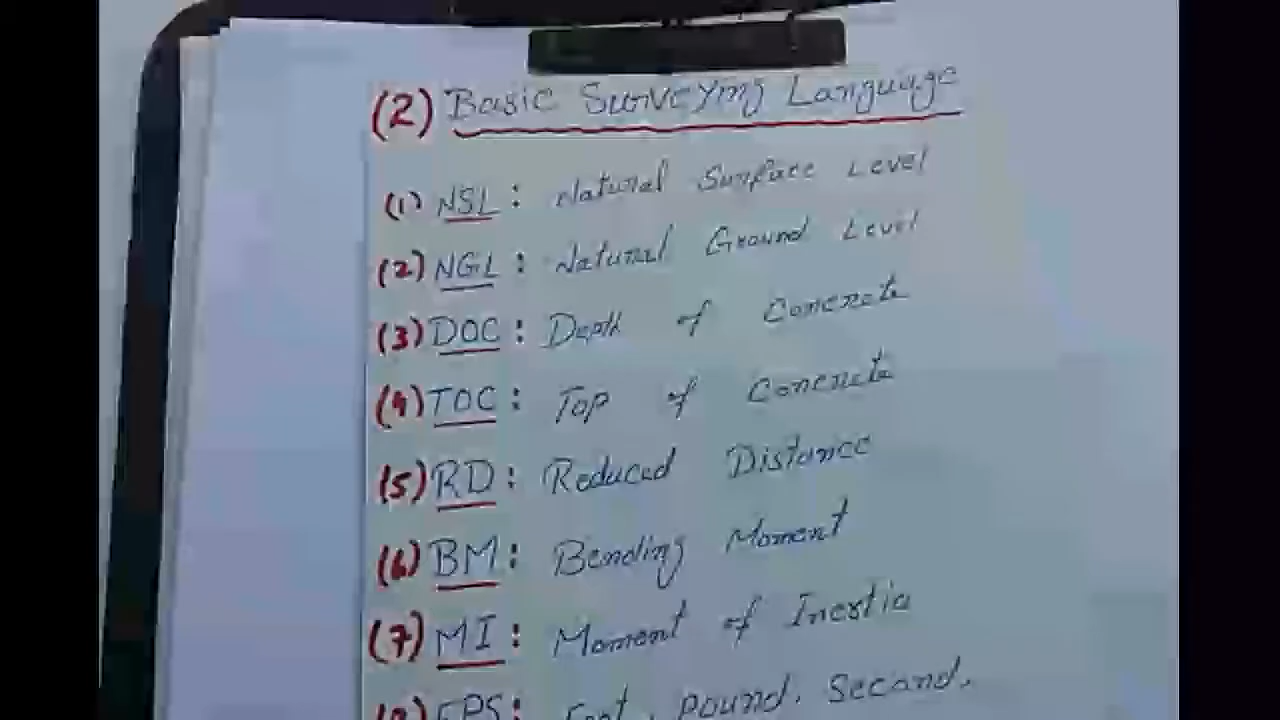 (2) Basic Surveying Language
(1) NSL : Natural Surface Level
(2) NGL : Natural Ground Level
(3) DOC : Depth of Concrete
(4) TOC : Top of Concrete
(5) RD : Reduced Distance
(6) BM : Bending Moment
(7) MI : Moment of Inertia
(8) FPS : Foot, Pound, Second,